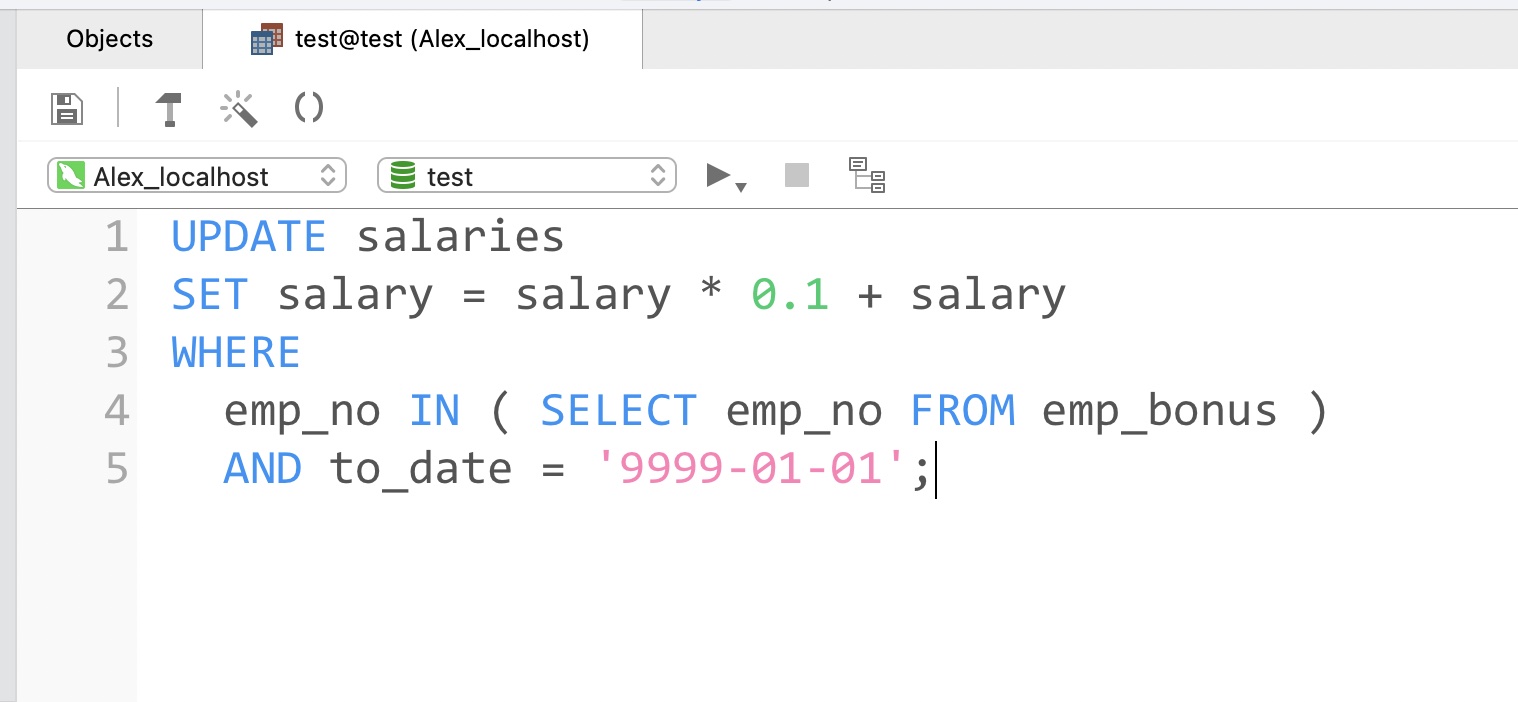 Objects
test@test (Alex_localhost)
Alex_localhost
test
1 UPDATE salaries
2 SET salary = salary * 0.1 + salary
3 WHERE
4 emp_no IN ( SELECT emp_no FROM emp_bonus )
5 AND to_date = '9999-01-01';